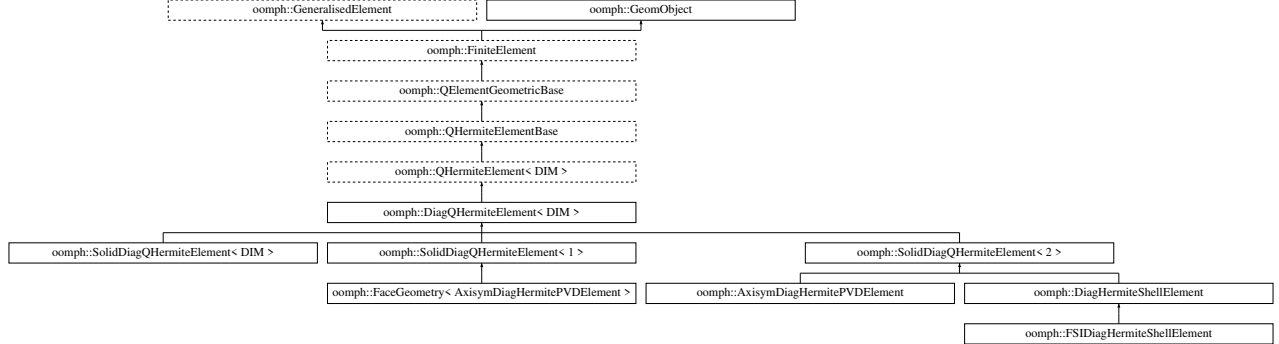 oomph::GeneralisedElement
oomph::GeomObject
oomph::FiniteElement
oomph::QElementGeometricBase
oomph::QHermiteElementBase
oomph::QHermiteElement< DIM >
oomph::DiagQHermiteElement< DIM >
oomph::SolidDiagQHermiteElement< DIM >
oomph::SolidDiagQHermiteElement< 1 >
oomph::SolidDiagQHermiteElement< 2 >
oomph::FaceGeometry< AxisymDiagHermitePVDElement >
oomph::AxisymDiagHermitePVDElement
oomph::DiagHermiteShellElement
oomph::FSIDiagHermiteShellElement